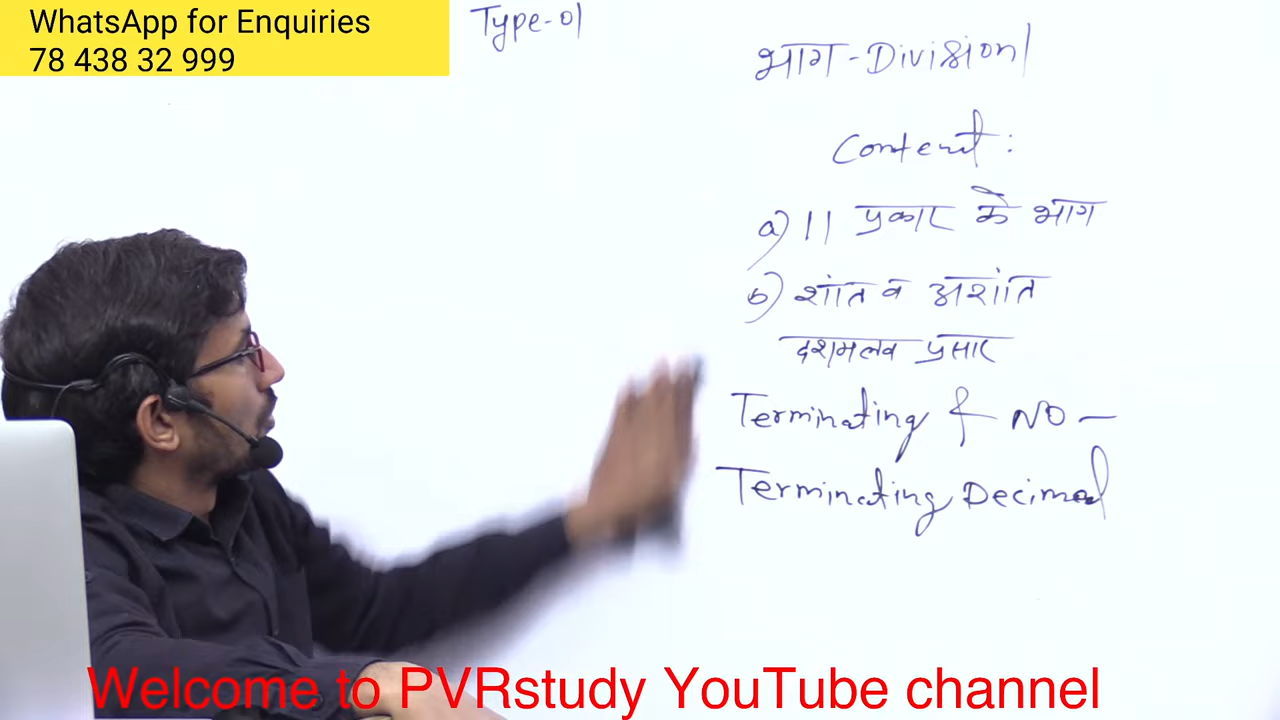 WhatsApp for Enquiries
78 438 32 999
Type-01
भाग - Division
Content :
a) 11 प्रकार के भाग
b) शांत व अशांत
दशमलव प्रसार
Terminating & NO -
Terminating Decimal
Welcome to PVRstudy YouTube channel